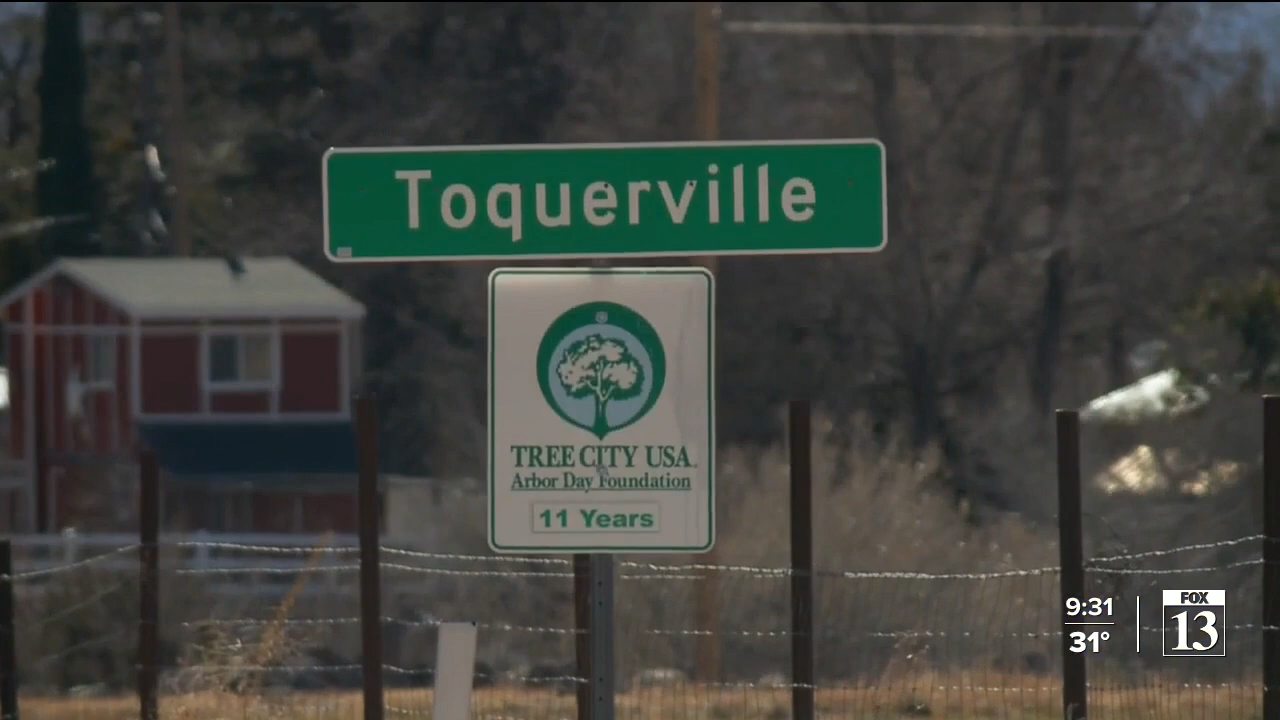 Toquerville
TREE CITY USA
Arbor Day Foundation
11 Years
9:31
31°
FOX
13